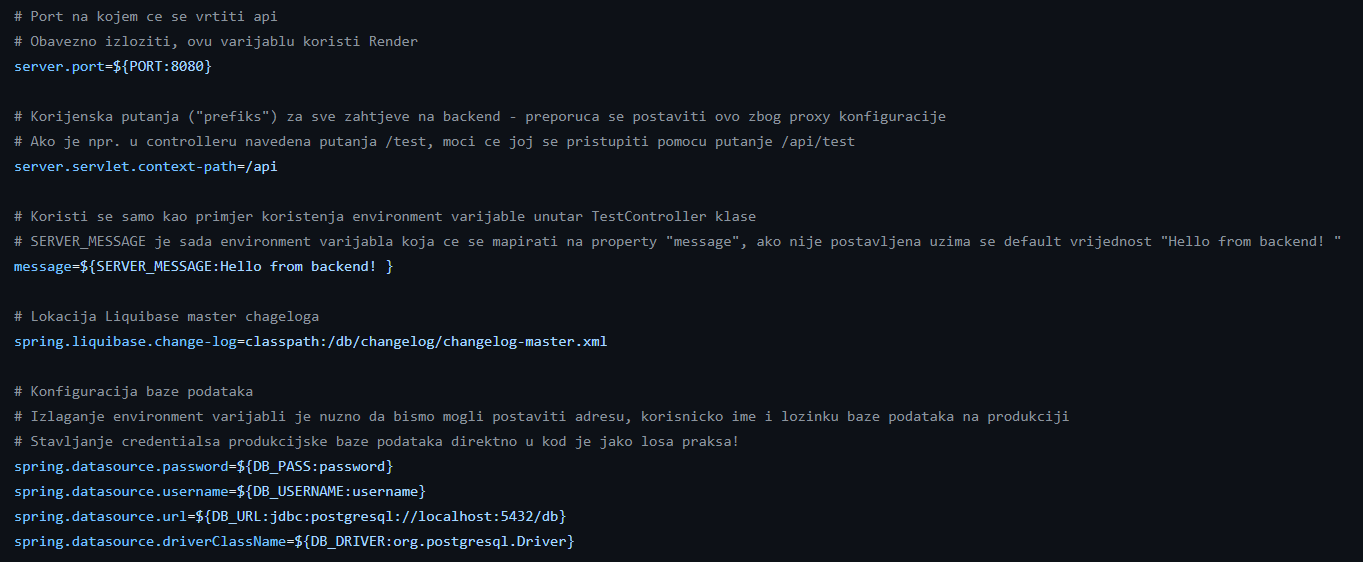 # Port na kojem ce se vrtiti api
# Obavezno izloziti, ovu varijablu koristi Render
server.port=${PORT:8080}
# Korijenska putanja ("prefiks") za sve zahtjeve na backend - preporuca se postaviti ovo zbog proxy konfiguracije
# Ako je npr. u controlleru navedena putanja /test, moci ce joj se pristupiti pomocu putanje /api/test
server.servlet.context-path=/api
# Koristi se samo kao primjer koristenja environment varijable unutar TestController klase
# SERVER_MESSAGE je sada environment varijabla koja ce se mapirati na property "message", ako nije postavljena uzima se default vrijednost "Hello from backend! "
message=${SERVER_MESSAGE:Hello from backend! }
# Lokacija Liquibase master chageloga
spring.liquibase.change-log=classpath:/db/changelog/changelog-master.xml
# Konfiguracija baze podataka
# Izlaganje environment varijabli je nuzno da bismo mogli postaviti adresu, korisnicko ime i lozinku baze podataka na produkciji
# Stavljanje credentialsa produkcijske baze podataka direktno u kod je jako losa praksa!
spring.datasource.password=${DB_PASS:password}
spring.datasource.username=${DB_USERNAME:username}
spring.datasource.url=${DB_URL:jdbc:postgresql://localhost:5432/db}
spring.datasource.driverClassName=${DB_DRIVER:org.postgresql.Driver}